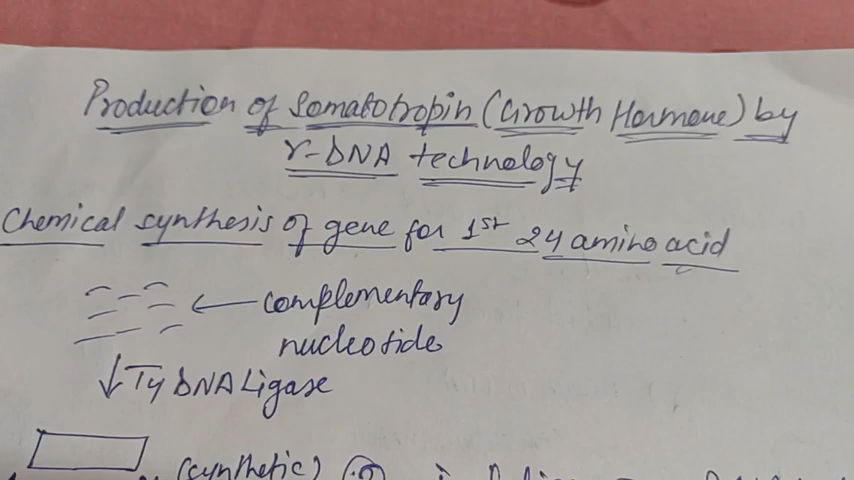 Production of Somatotropin (Growth Hormone) by
r-DNA technology
Chemical synthesis of gene for 1st 24 amino acid
complementary
nucleotide
T4 DNA Ligase
(synthetic)